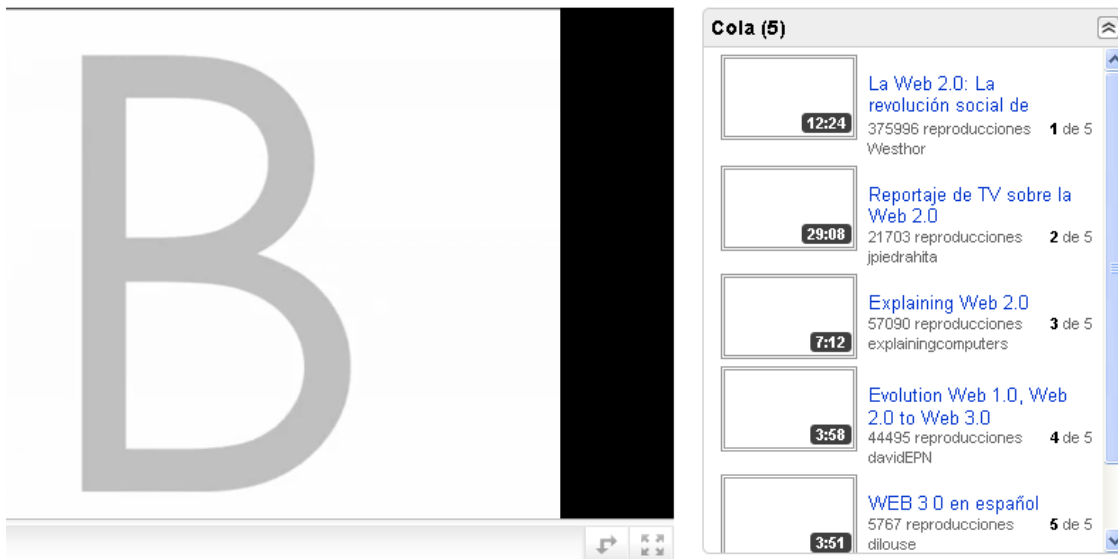 B
Cola (5)
12:24
La Web 2.0: La
revolución social de
375996 reproducciones 1 de 5
Westhor
29:08
Reportaje de TV sobre la
Web 2.0
21703 reproducciones 2 de 5
jpiedrahita
7:12
Explaining Web 2.0
57090 reproducciones 3 de 5
explainingcomputers
3:58
Evolution Web 1.0, Web
2.0 to Web 3.0
44495 reproducciones 4 de 5
davidEPN
3:51
WEB 3 0 en español
5767 reproducciones 5 de 5
dilouse